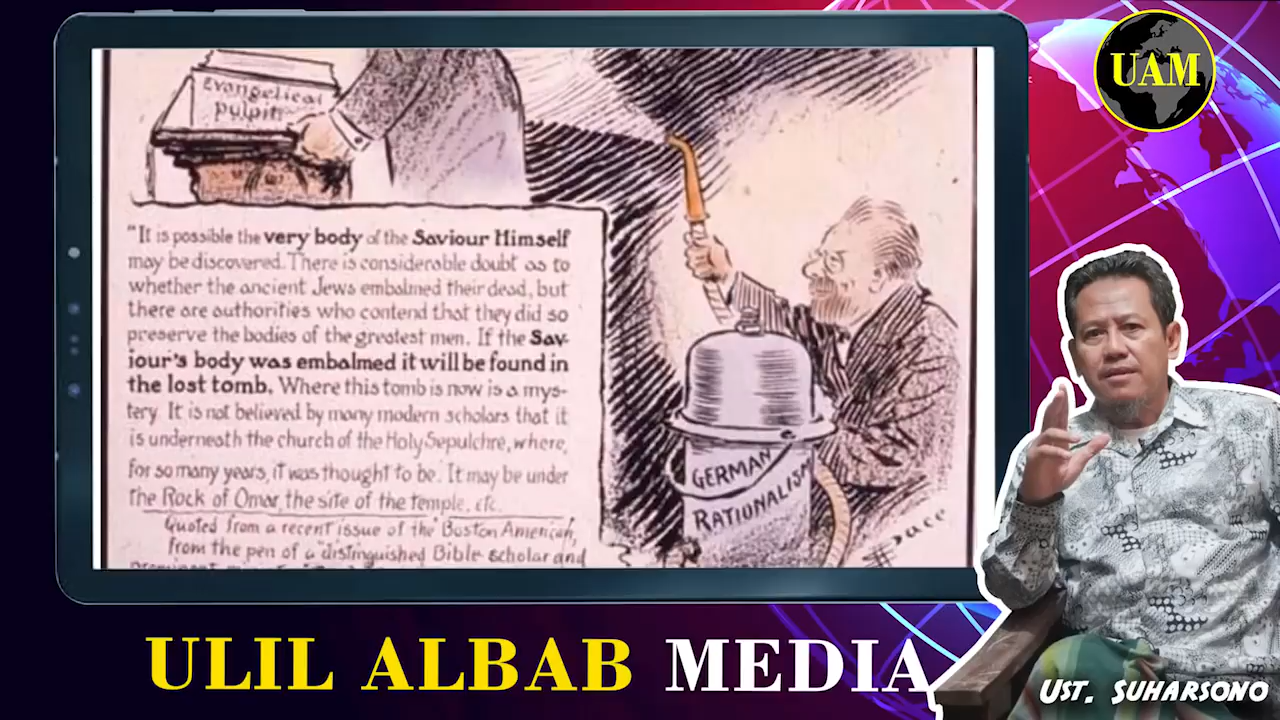 UAM
Evangelical
Pulpit
"It is possible the very body of the Saviour Himself
may be discovered. There is considerable doubt as to
whether the ancient Jews embalmed their dead, but
there are authorities who contend that they did so
preserve the bodies of the greatest men. If the Sav-
iour's body was embalmed it will be found in
the lost tomb. Where this tomb is now is a mys-
tery. It is not believed by many modern scholars that it
is underneath the church of the Holy Sepulchre, where,
for so many years, it was thought to be. It may be under
the Rock of Omar, the site of the temple, etc.
Quoted from a recent issue of the "Boston American",
from the pen of a "distinguished Bible scholar and
GERMAN
RATIONALISM
Pace
ULIL ALBAB MEDIA
UST. SUHARSONO